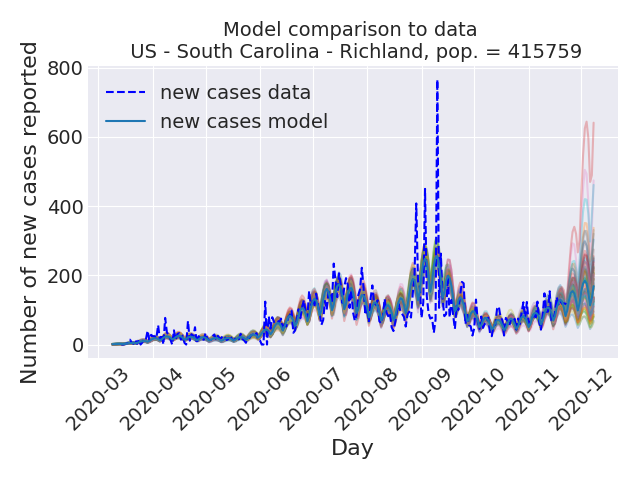 Model comparison to data
US - South Carolina - Richland, pop. = 415759
Number of new cases reported
800
600
400
200
0
new cases data
new cases model
2020-03
2020-04
2020-05
2020-06
2020-07
2020-08
2020-09
2020-10
2020-11
2020-12
Day